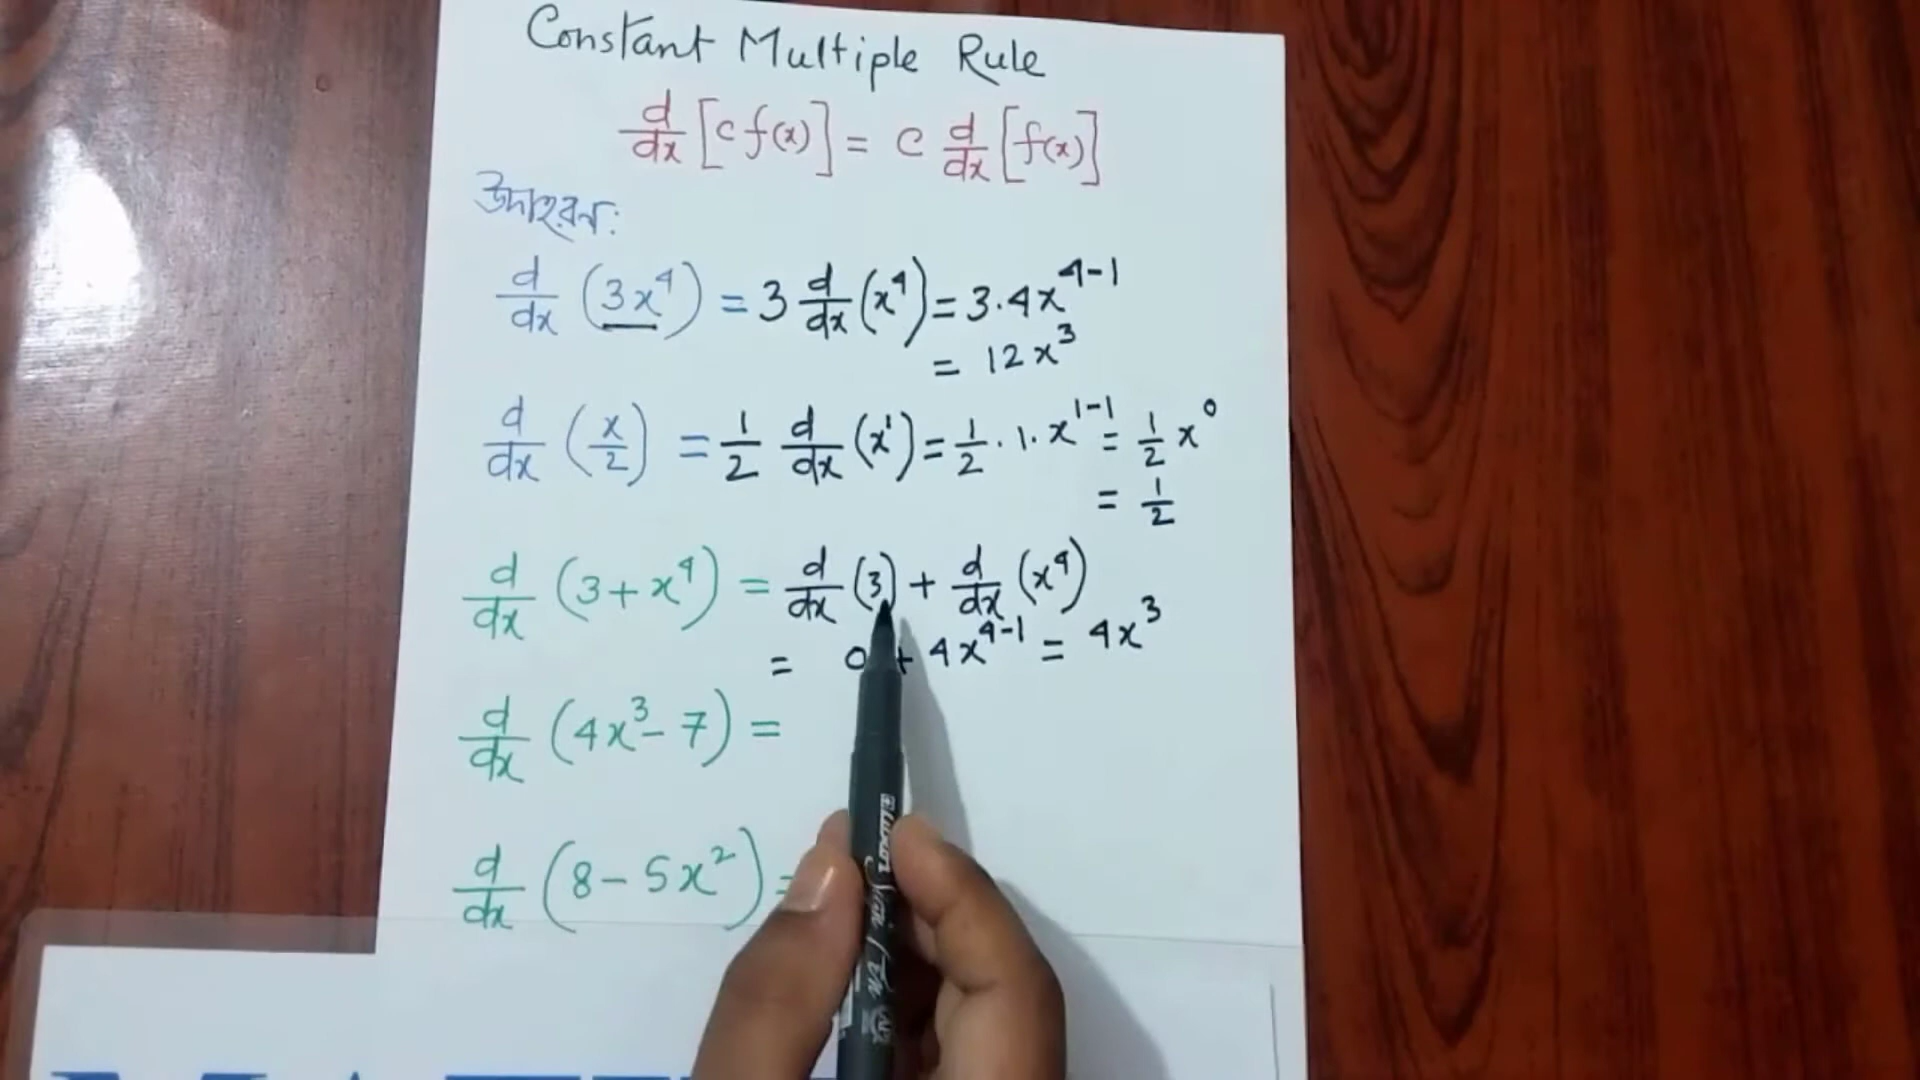 Constant Multiple Rule
d/dx [c f(x)] = c d/dx [f(x)]
উদাহরন:
d/dx (3x⁴) = 3 d/dx (x⁴) = 3.4x⁴⁻¹
= 12x³
d/dx (x/2) = 1/2 d/dx (x¹) = 1/2 . 1. x¹⁻¹ = 1/2 x⁰
= 1/2
d/dx (3+x⁴) = d/dx (3) + d/dx (x⁴)
= 0 + 4x⁴⁻¹ = 4x³
d/dx (4x³-7) =
d/dx (8-5x²) =